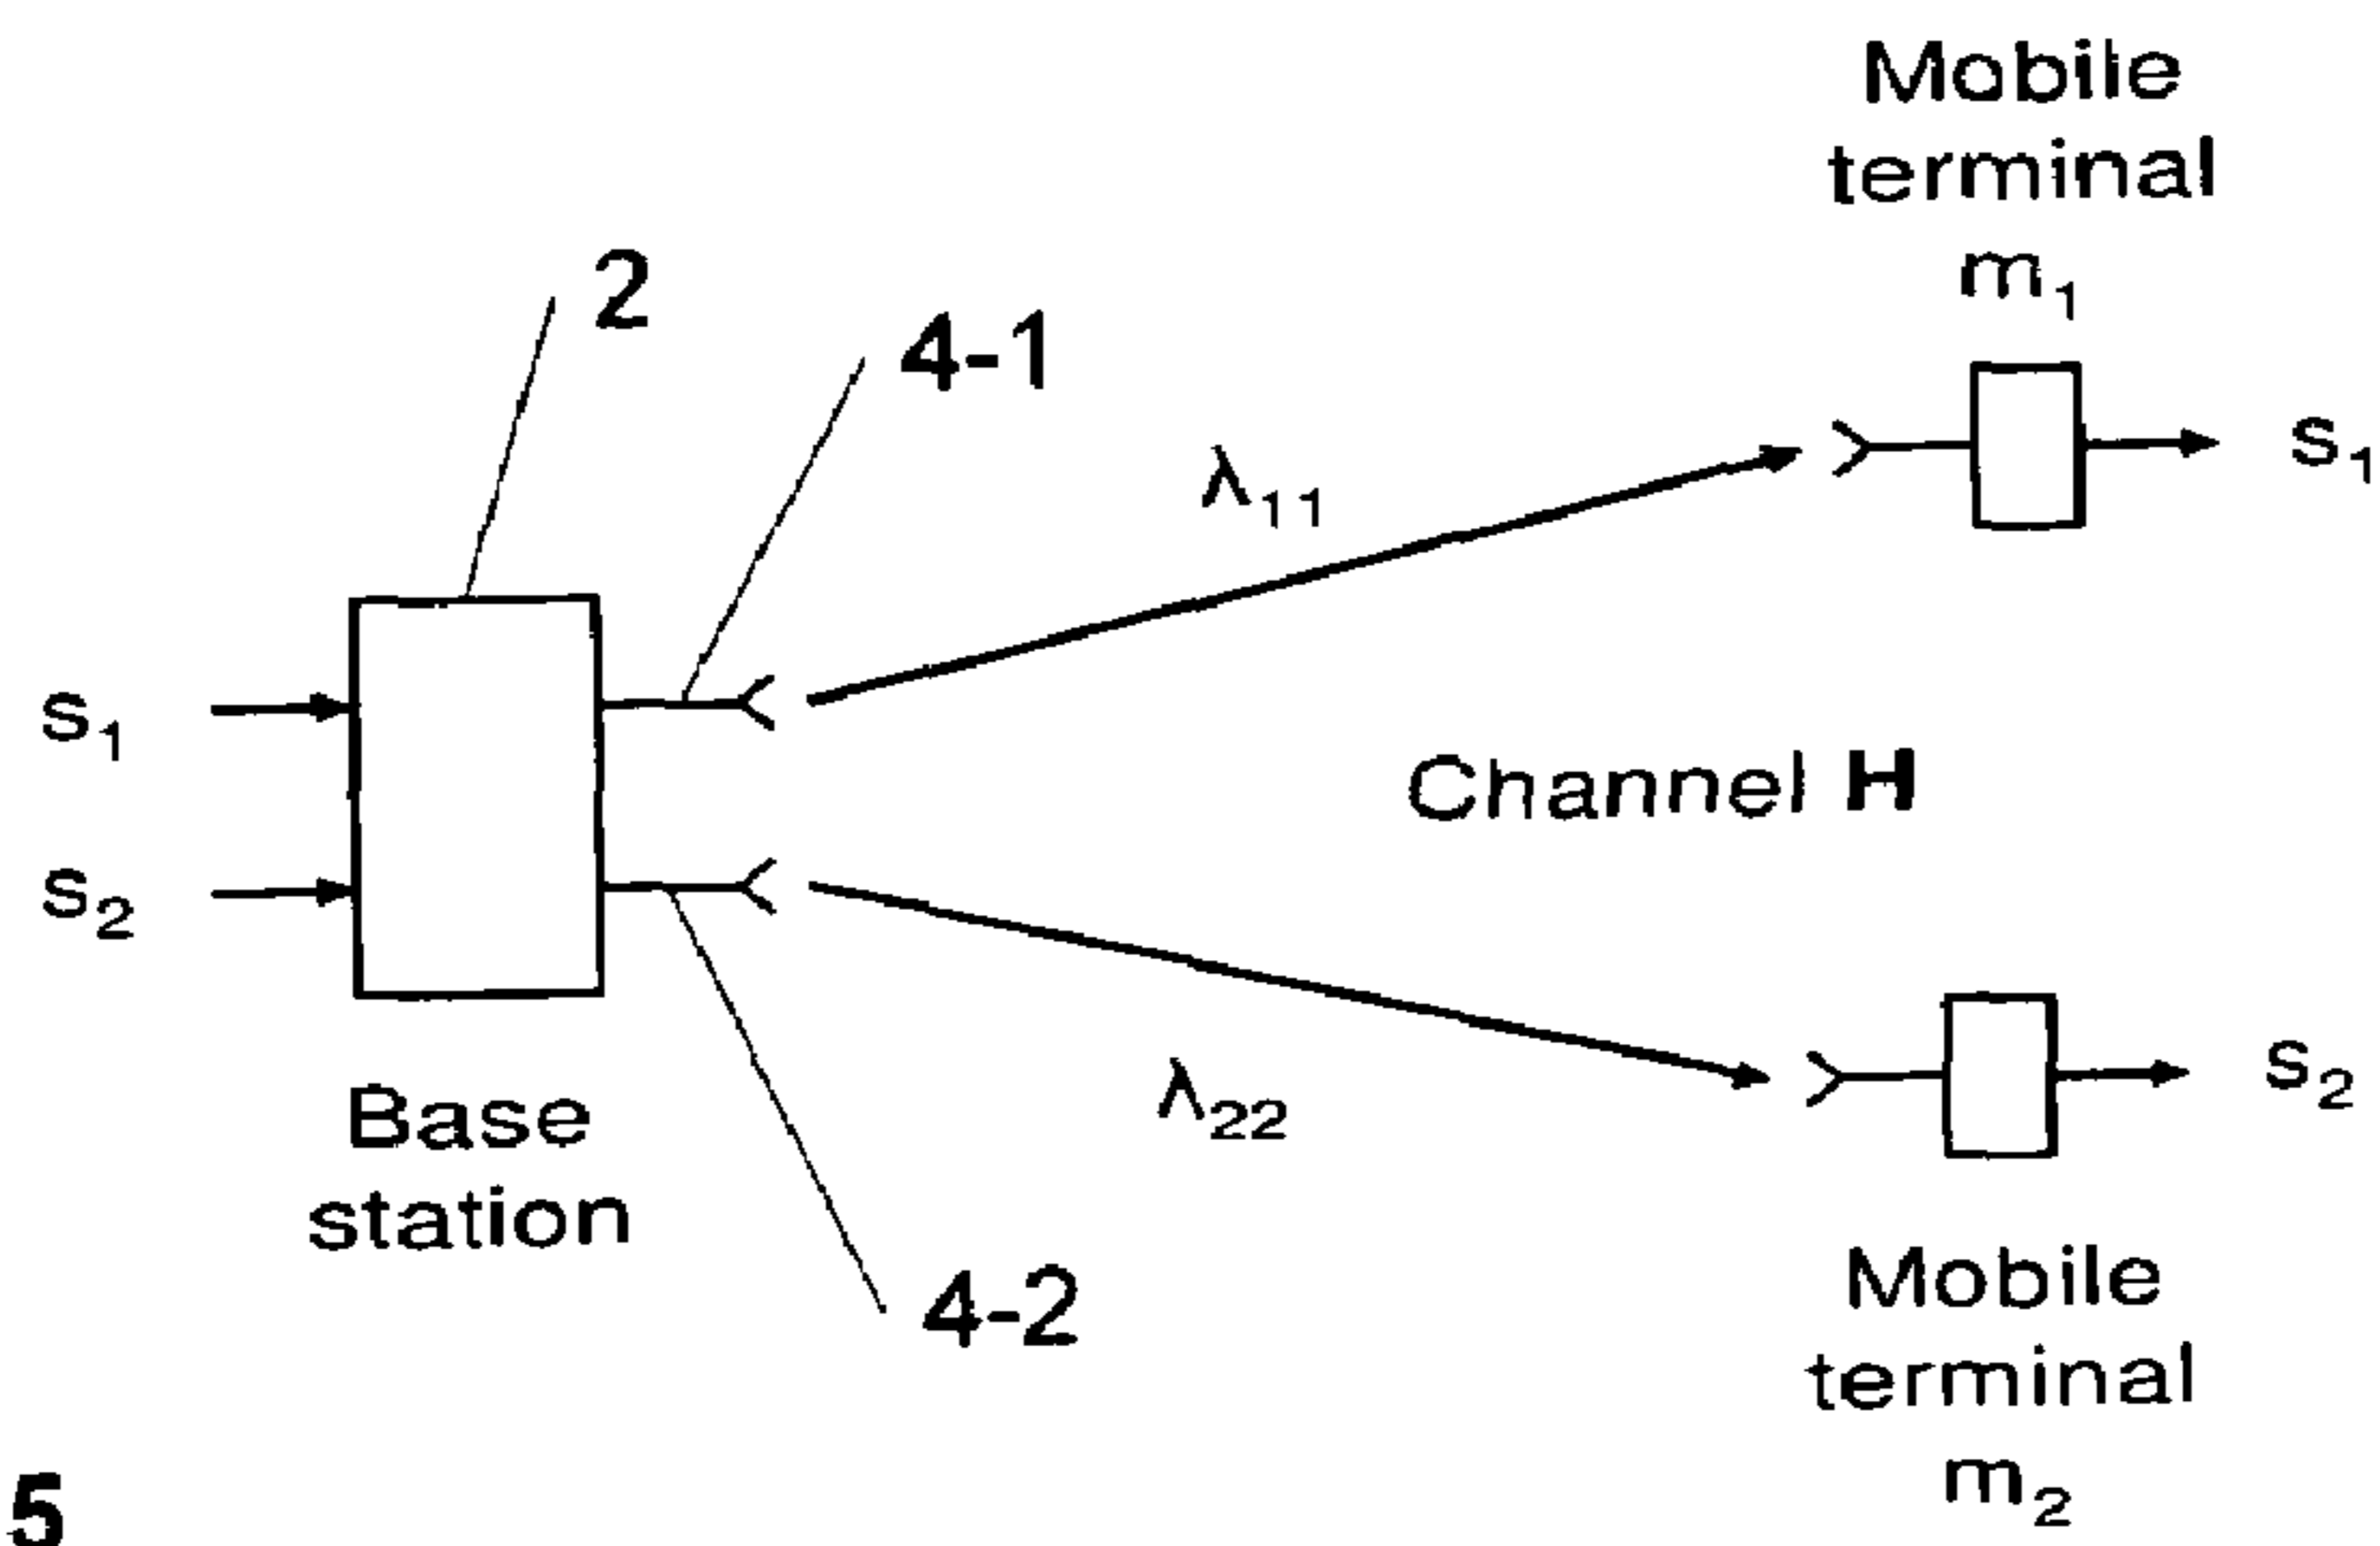 Mobile
terminal
m₁
2
4-1
λ₁₁
s₁
s₁
Channel H
s₂
λ₂₂
s₂
Base
station
4-2
Mobile
terminal
m₂
5